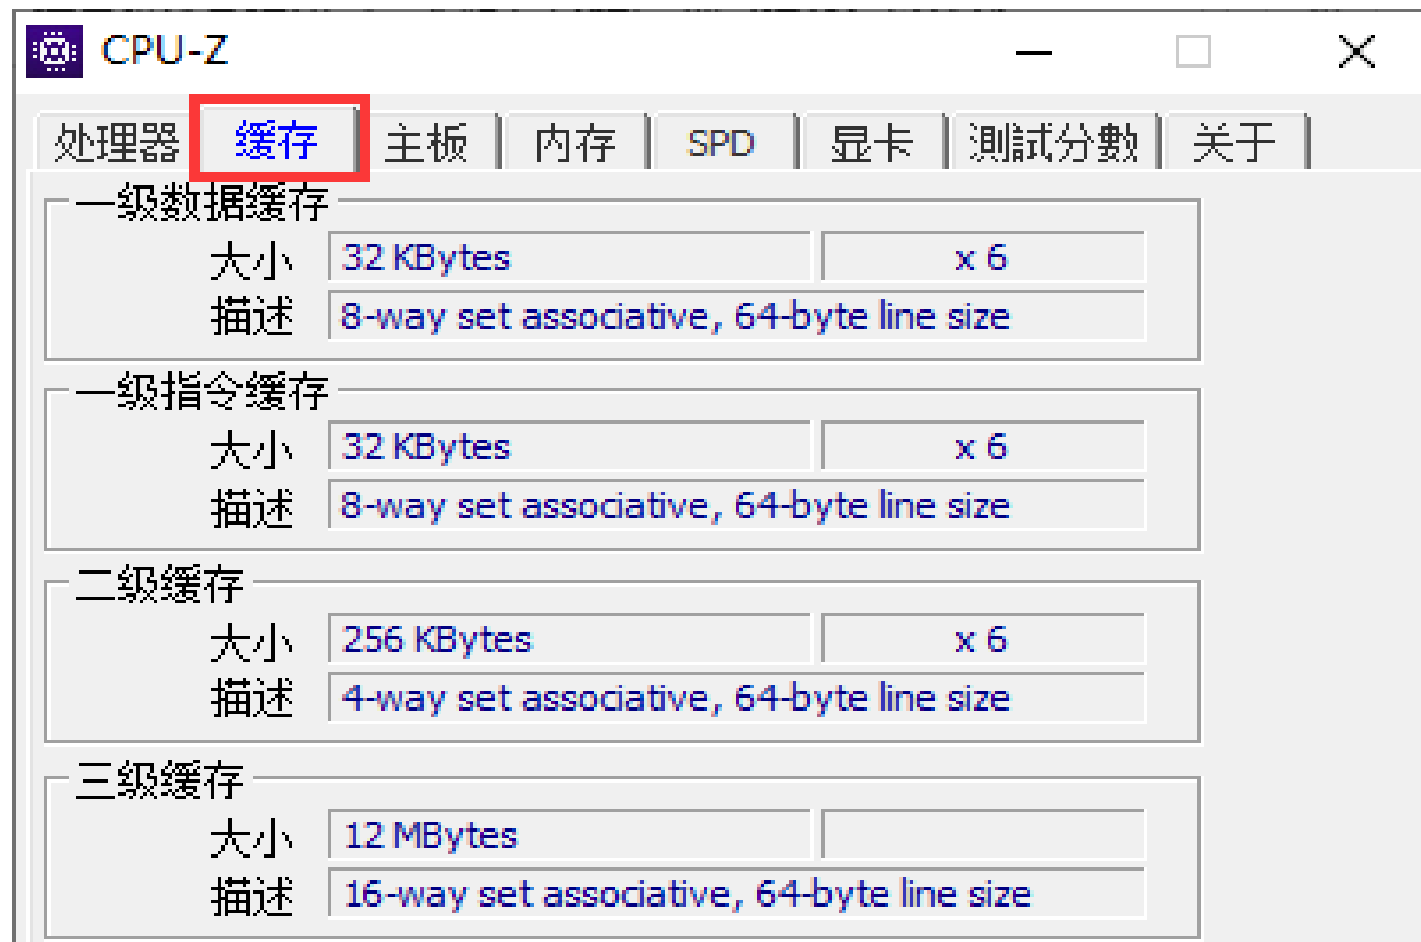 CPU-Z
处理器 缓存 主板 内存 SPD 显卡 測試分數 关于
一级数据缓存
大小 32 KBytes x 6
描述 8-way set associative, 64-byte line size
一级指令缓存
大小 32 KBytes x 6
描述 8-way set associative, 64-byte line size
二级缓存
大小 256 KBytes x 6
描述 4-way set associative, 64-byte line size
三级缓存
大小 12 MBytes
描述 16-way set associative, 64-byte line size